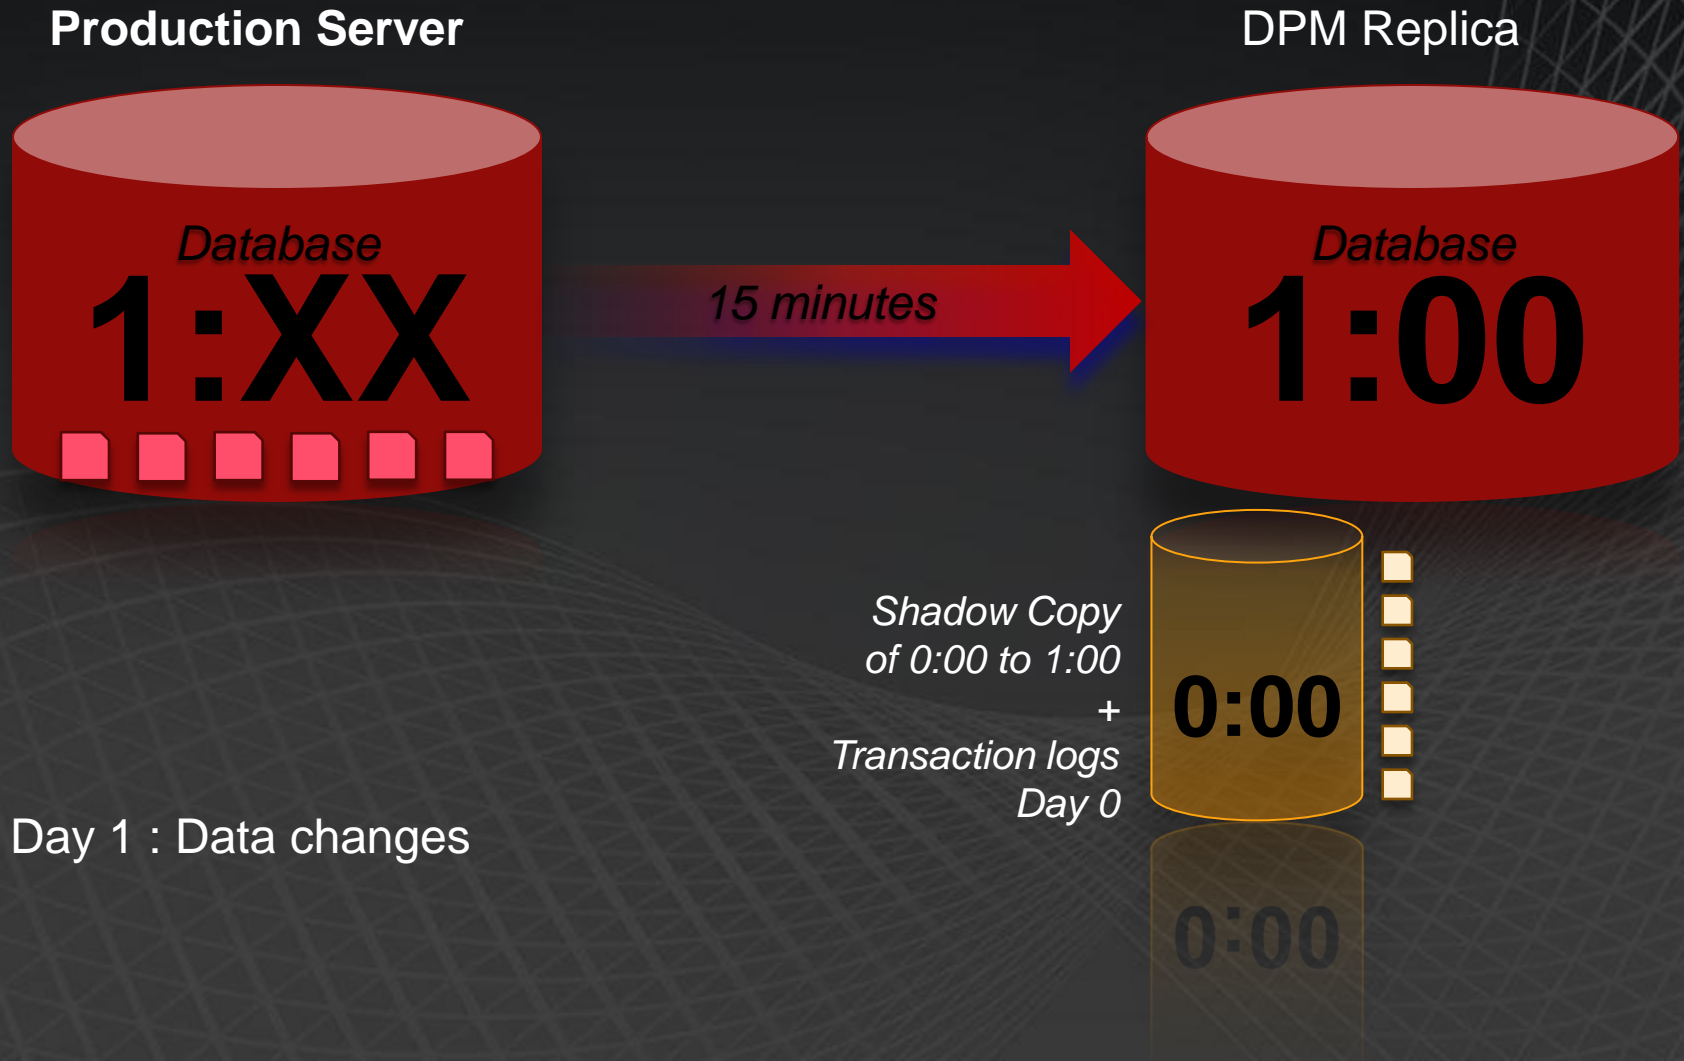 Production Server
DPM Replica
Database
1:XX
15 minutes
Database
1:00
Shadow Copy
of 0:00 to 1:00
+
Transaction logs
Day 0
0:00
Day 1 : Data changes